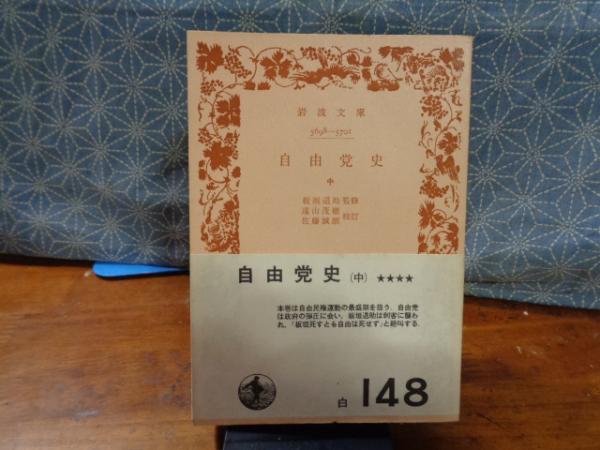 岩波文庫
5698―5701
自由党史
中
板垣退助監修
遠山茂樹
佐藤誠朗 校訂
自由党史(中) ★★★★
本巻は自由民権運動の最盛期を扱う.自由党
は政府の弾圧に会い,板垣退助は刺客に襲わ
れ,「板垣死すとも自由は死せず」と絶叫する.
白 148